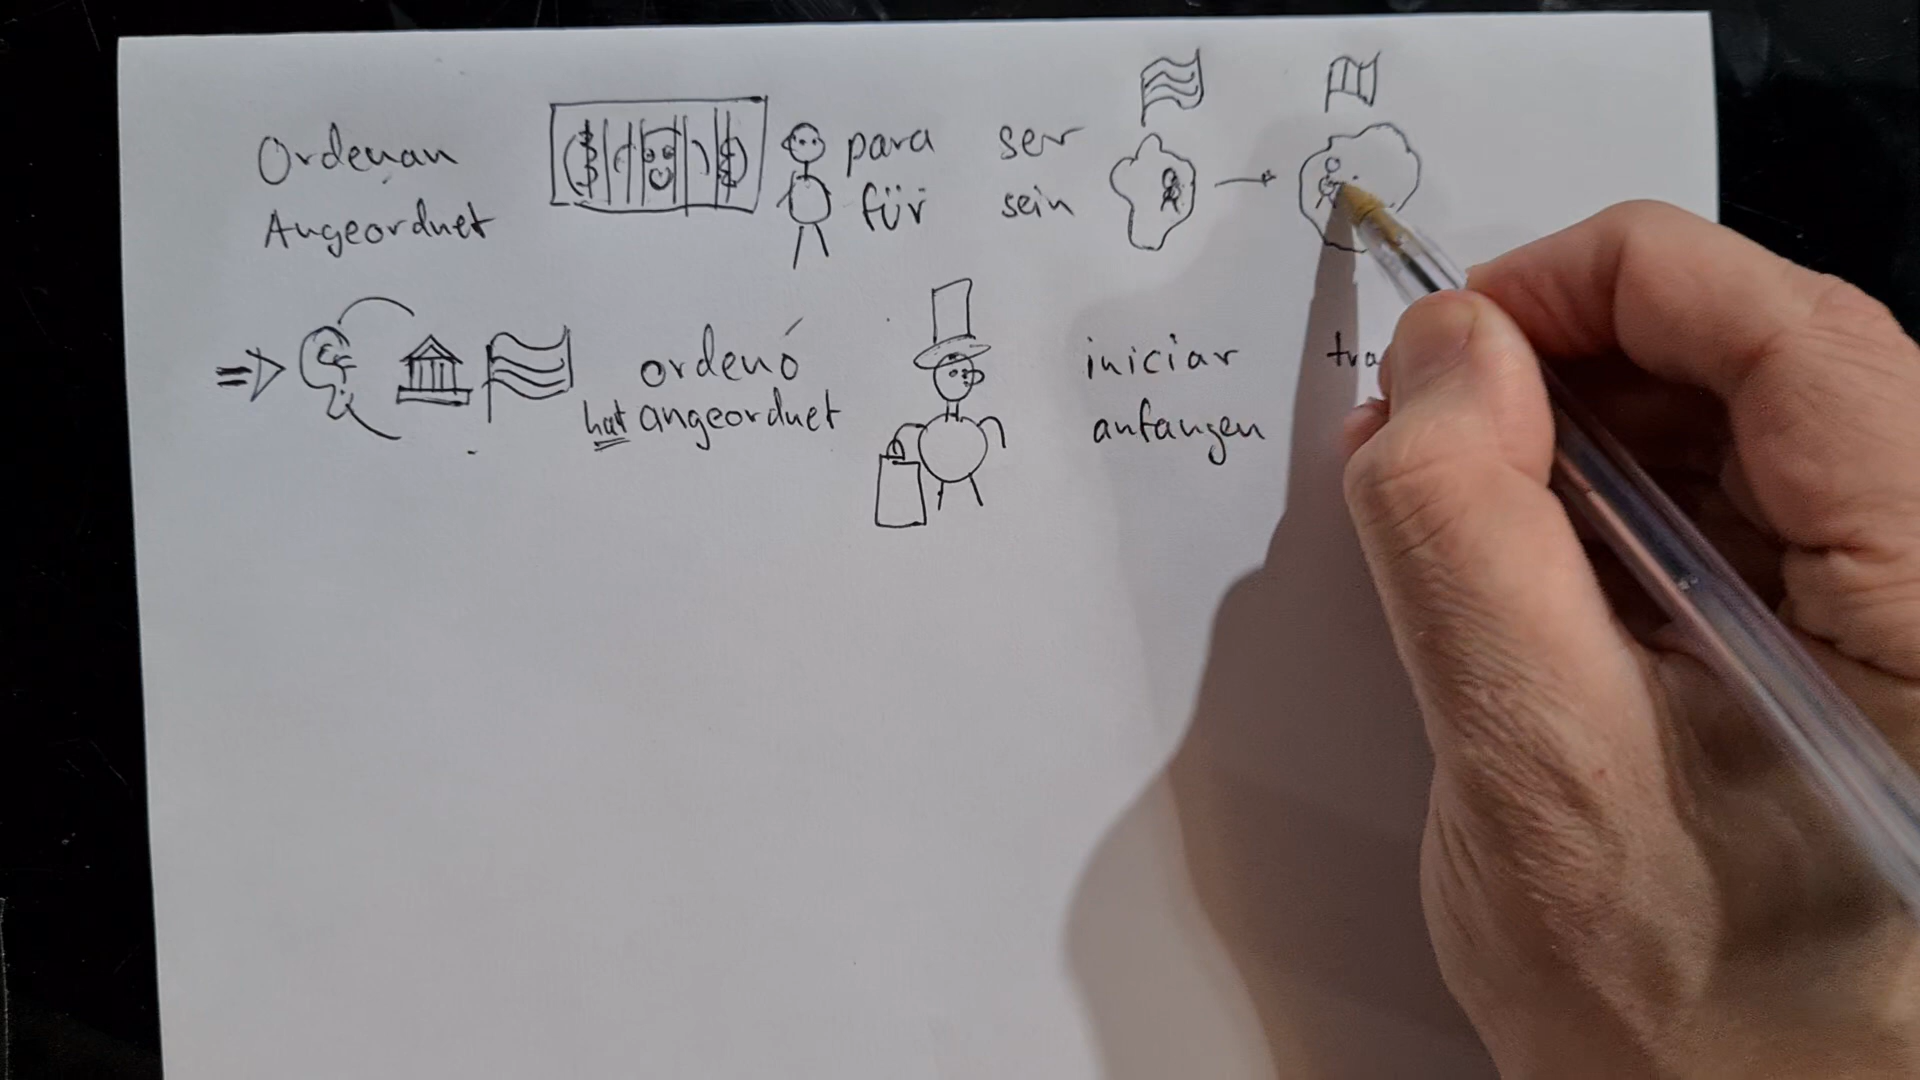 Ordenan para ser
Angeordnet für sein
ordenó iniciar
hat angeordnet anfangen